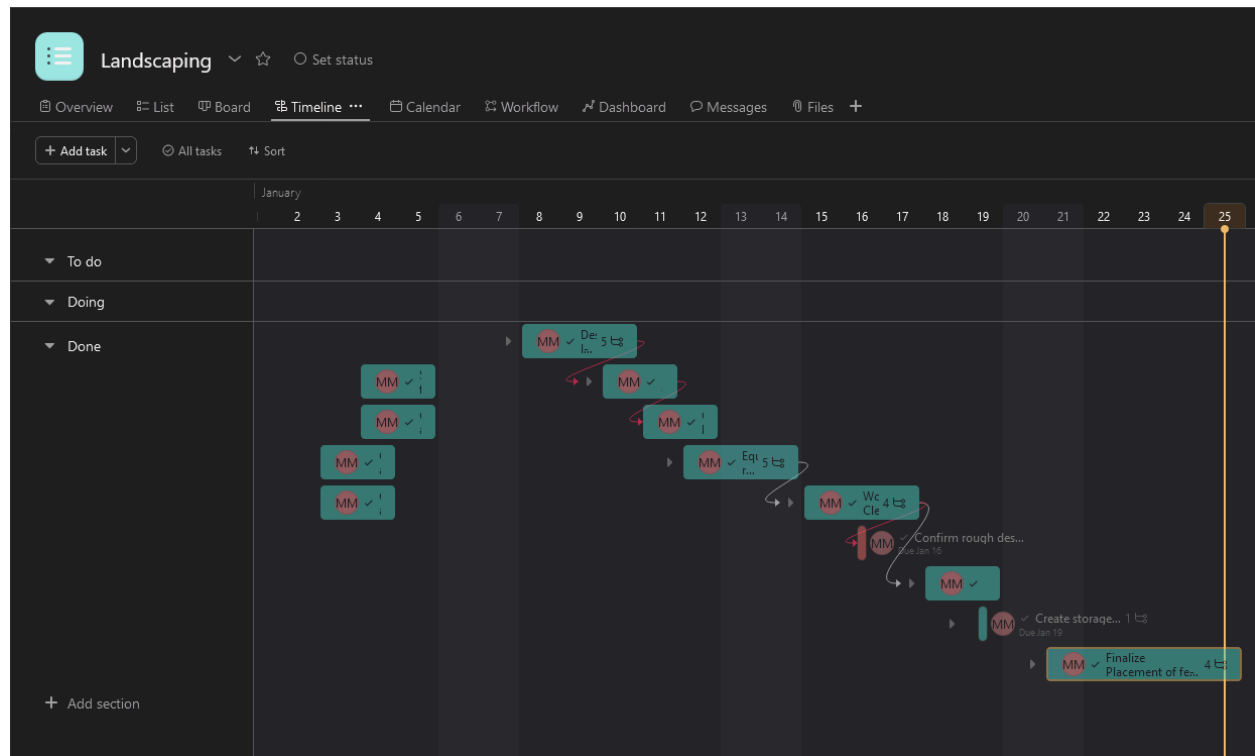 Landscaping Set status
Overview List Board Timeline ... Calendar Workflow Dashboard Messages Files +
+ Add task All tasks Sort
January
2 3 4 5 6 7 8 9 10 11 12 13 14 15 16 17 18 19 20 21 22 23 24 25
To do
Doing
Done
MM 5
MM
MM
MM
MM
MM
MM 5
MM
MM 4
MM Confirm rough des...
Due Jan 16
MM
MM Create storage... 1
Due Jan 19
MM Finalize
Placement of fe... 4
+ Add section